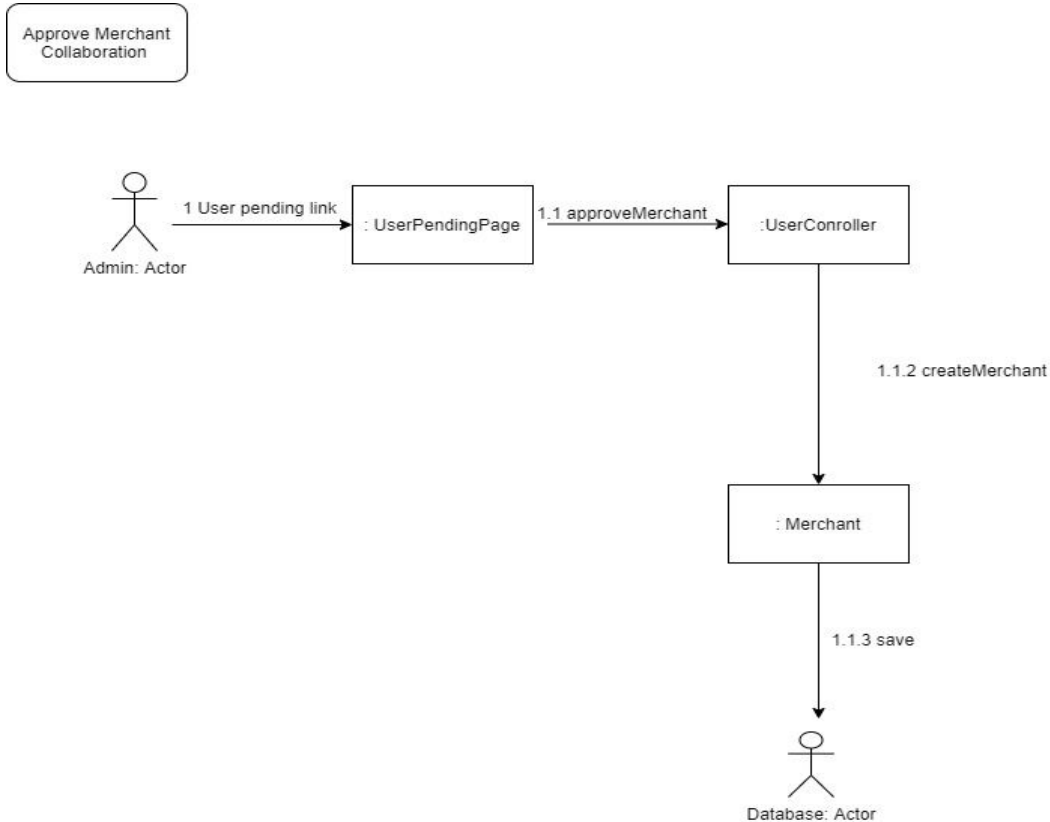 Approve Merchant
Collaboration
1 User pending link
: UserPendingPage
1.1 approveMerchant
:UserConroller
Admin: Actor
1.1.2 createMerchant
: Merchant
1.1.3 save
Database: Actor